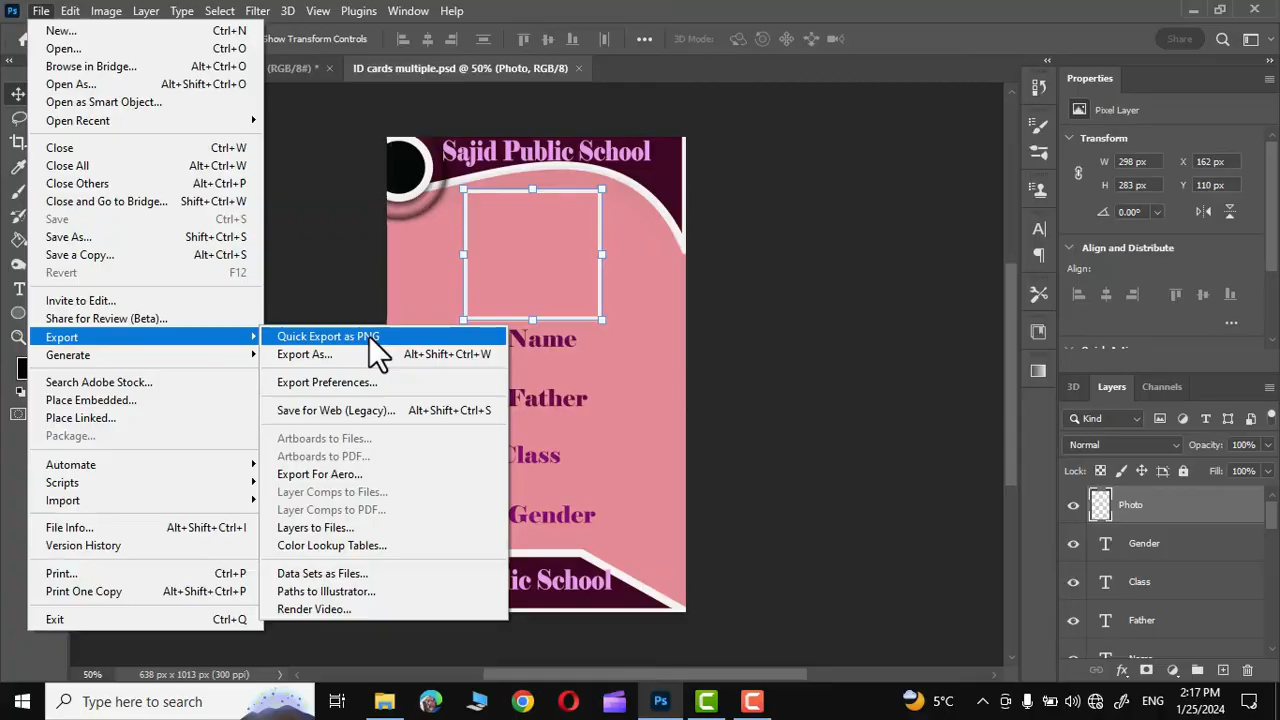 Ps File Edit Image Layer Type Select Filter 3D View Plugins Window Help
Show Transform Controls 3D Mode: Share
(RGB/8#) * × ID cards multiple.psd @ 50% (Photo, RGB/8) ×
New... Ctrl+N
Open... Ctrl+O
Browse in Bridge... Alt+Ctrl+O
Open As... Alt+Shift+Ctrl+O
Open as Smart Object...
Open Recent
Close Ctrl+W
Close All Alt+Ctrl+W
Close Others Alt+Ctrl+P
Close and Go to Bridge... Shift+Ctrl+W
Save Ctrl+S
Save As... Shift+Ctrl+S
Save a Copy... Alt+Ctrl+S
Revert F12
Invite to Edit...
Share for Review (Beta)...
Export
Generate
Search Adobe Stock...
Place Embedded...
Place Linked...
Package...
Automate
Scripts
Import
File Info... Alt+Shift+Ctrl+I
Version History
Print... Ctrl+P
Print One Copy Alt+Shift+Ctrl+P
Exit Ctrl+Q
Quick Export as PNG
Export As... Alt+Shift+Ctrl+W
Export Preferences...
Save for Web (Legacy)... Alt+Shift+Ctrl+S
Artboards to Files...
Artboards to PDF...
Export For Aero...
Layer Comps to Files...
Layer Comps to PDF...
Layers to Files...
Color Lookup Tables...
Data Sets as Files...
Paths to Illustrator...
Render Video...
Sajid Public School
Name
Father
Class
Gender
lic School
Properties
Pixel Layer
Transform
W 298 px X 162 px
H 283 px Y 110 px
0.00°
Align and Distribute
Align:
3D Layers Channels
Kind
Normal Opacity: 100%
Lock: Fill: 100%
Photo
Gender
Class
Father
50% 638 px x 1013 px (300 ppi)
Type here to search Ps 5°C ENG 2:17 PM
1/25/2024